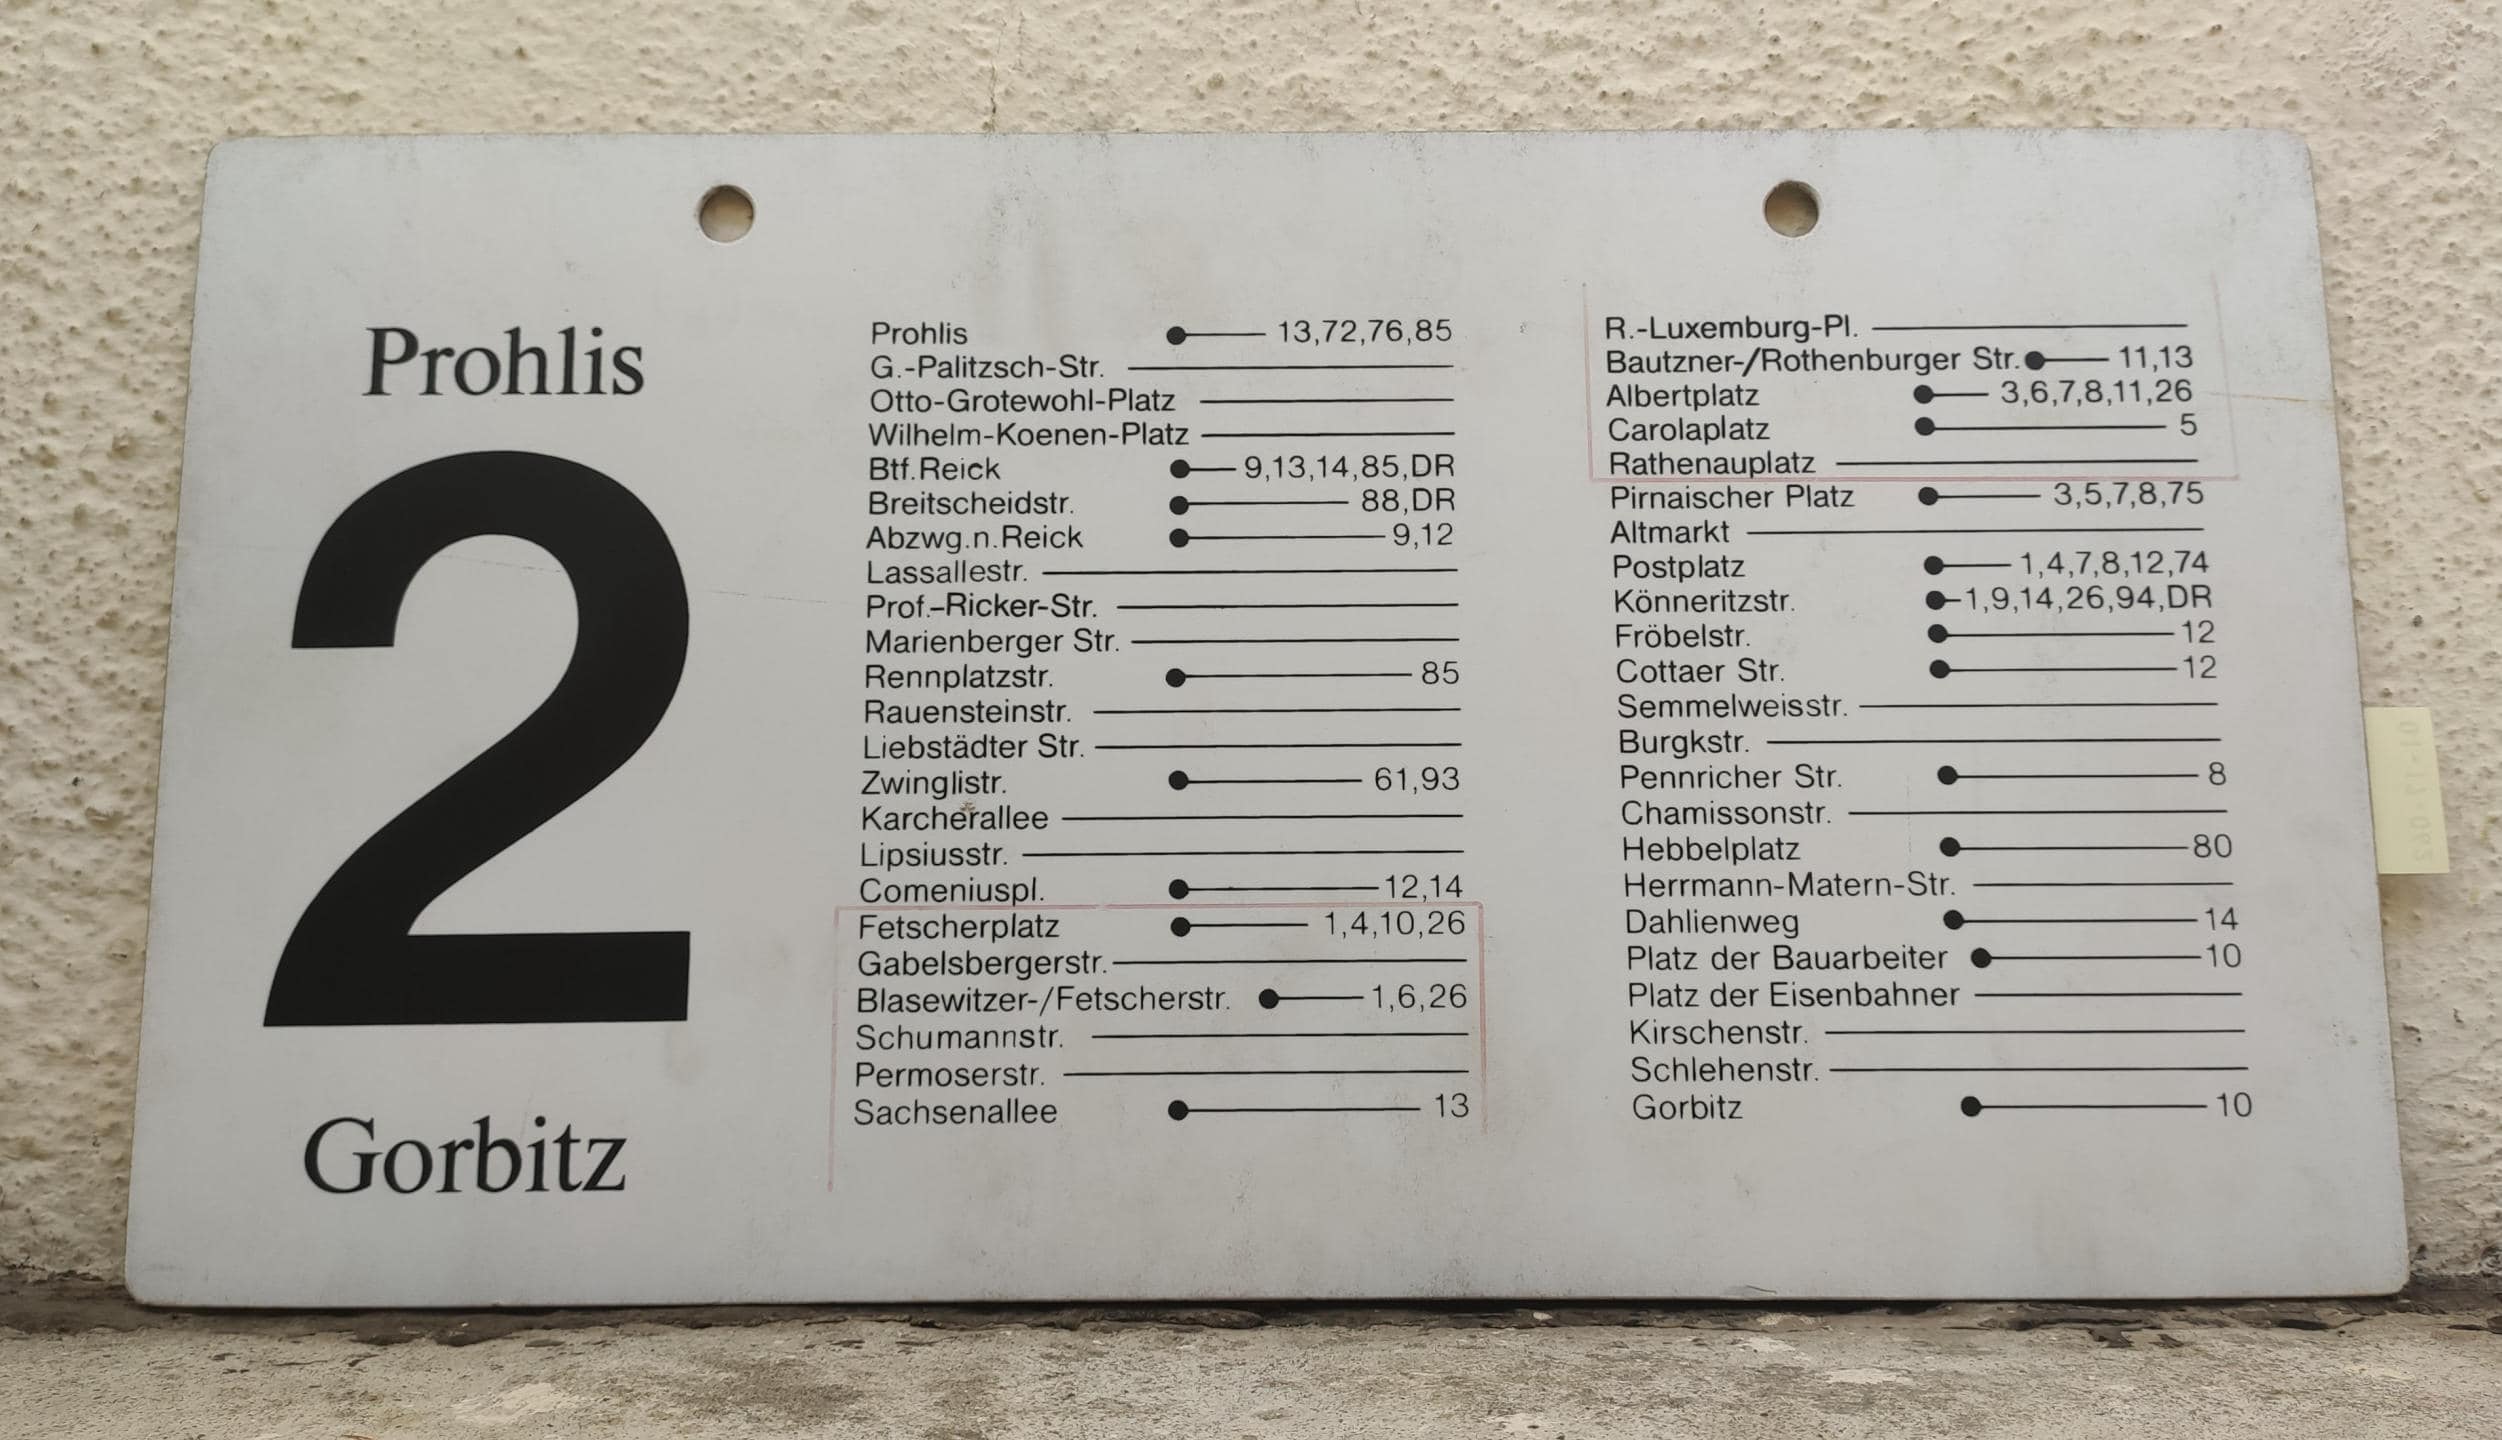 Prohlis
2
Gorbitz
Prohlis 13,72,76,85
G.-Palitzsch-Str.
Otto-Grotewohl-Platz
Wilhelm-Koenen-Platz
Btf.Reick 9,13,14,85,DR
Breitscheidstr. 88,DR
Abzwg.n.Reick 9,12
Lassallestr.
Prof.-Ricker-Str.
Marienberger Str.
Rennplatzstr. 85
Rauensteinstr.
Liebstädter Str.
Zwinglistr. 61,93
Karcherallee
Lipsiusstr.
Comeniuspl. 12,14
Fetscherplatz 1,4,10,26
Gabelsbergerstr.
Blasewitzer-/Fetscherstr. 1,6,26
Schumannstr.
Permoserstr.
Sachsenallee 13
R.-Luxemburg-Pl.
Bautzner-/Rothenburger Str. 11,13
Albertplatz 3,6,7,8,11,26
Carolaplatz 5
Rathenauplatz
Pirnaischer Platz 3,5,7,8,75
Altmarkt
Postplatz 1,4,7,8,12,74
Könneritzstr. 1,9,14,26,94,DR
Fröbelstr. 12
Cottaer Str. 12
Semmelweisstr.
Burgkstr.
Pennricher Str. 8
Chamissonstr.
Hebbelplatz 80
Herrmann-Matern-Str.
Dahlienweg 14
Platz der Bauarbeiter 10
Platz der Eisenbahner
Kirschenstr.
Schlehenstr.
Gorbitz 10